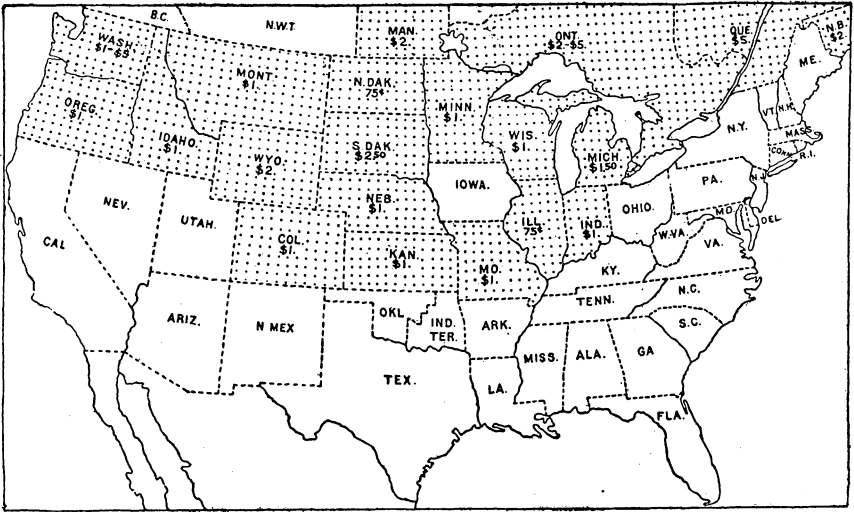 B.C.
N.W.T.
MAN.
$2.
ONT.
$2-$5.
QUE.
$5.
N.B.
$2.
WASH.
$1-$5
MONT.
$1.
N.DAK.
75¢
MINN.
$1.
ME.
OREG.
$1.
IDAHO.
$1.
WYO.
$2.
S.DAK.
$2.50
WIS.
$1.
MICH.
$1.50
N.Y.
VT.
N.H.
MASS.
CONN.
R.I.
NEV.
UTAH.
NEB.
$1.
IOWA.
ILL.
75¢
IND.
$1.
OHIO.
PA.
N.J.
MD.
DEL.
CAL
COL.
$1.
KAN.
$1
MO.
$1.
KY.
W.VA.
VA.
ARIZ.
N MEX
OKL.
IND.
TER.
ARK.
TENN.
N.C.
S.C.
TEX.
LA.
MISS.
ALA.
GA
FLA.